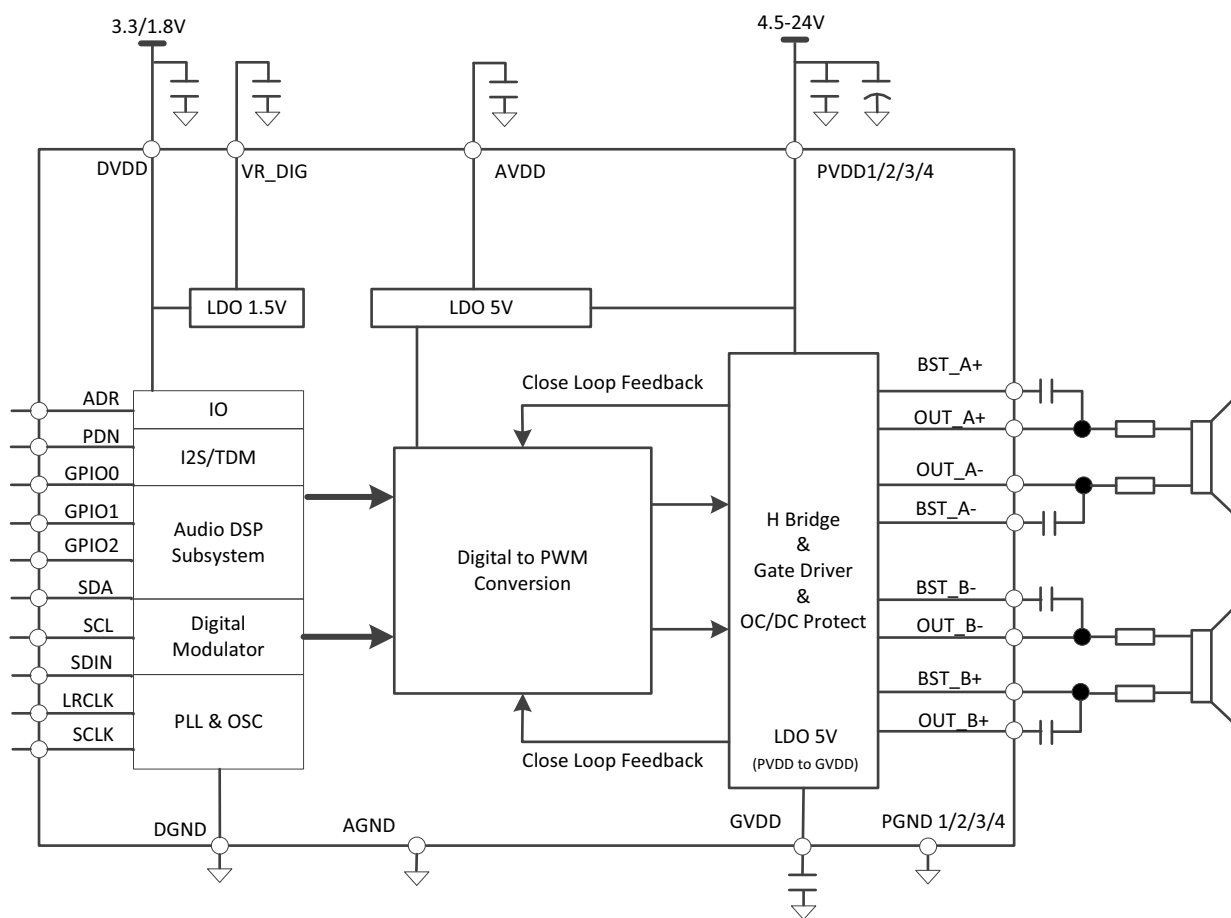 3.3/1.8V
4.5-24V
DVDD
VR_DIG
AVDD
PVDD1/2/3/4
LDO 1.5V
LDO 5V
ADR
PDN
GPIO0
GPIO1
GPIO2
SDA
SCL
SDIN
LRCLK
SCLK
IO
I2S/TDM
Audio DSP
Subsystem
Digital
Modulator
PLL & OSC
Close Loop Feedback
Digital to PWM
Conversion
Close Loop Feedback
H Bridge
&
Gate Driver
&
OC/DC Protect
LDO 5V
(PVDD to GVDD)
BST_A+
OUT_A+
OUT_A-
BST_A-
BST_B-
OUT_B-
BST_B+
OUT_B+
DGND
AGND
GVDD
PGND 1/2/3/4